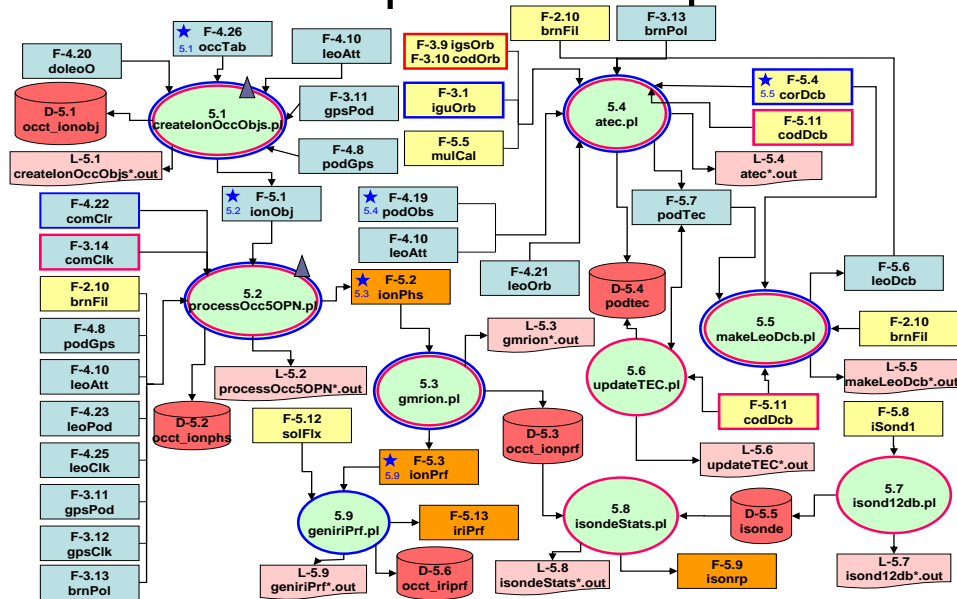 F-4.20
doleoO
F-4.26
occTab
5.1
F-4.10
leoAtt
F-3.9 igsOrb
F-3.10 codOrb
F-2.10
brnFil
F-3.13
brnPol
D-5.1
occt_ionobj
5.1
createIonOccObjs.pl
F-3.11
gpsPod
F-3.1
iguOrb
5.4
atec.pl
F-5.4
corDcb
5.5
F-5.11
codDcb
L-5.1
createIonOccObjs*.out
F-4.8
podGps
F-5.5
mulCal
L-5.4
atec*.out
F-5.1
ionObj
5.2
F-4.19
podObs
5.4
F-5.7
podTec
F-4.22
comClr
F-4.10
leoAtt
F-3.14
comClk
F-4.21
leoOrb
F-5.6
leoDcb
5.2
processOcc5OPN.pl
F-5.2
ionPhs
5.3
D-5.4
podtec
F-2.10
brnFil
F-4.8
podGps
L-5.3
gmrion*.out
5.5
makeLeoDcb.pl
F-2.10
brnFil
F-4.10
leoAtt
L-5.2
processOcc5OPN*.out
5.3
gmrion.pl
5.6
updateTEC.pl
L-5.5
makeLeoDcb*.out
F-4.23
leoPod
D-5.2
occt_ionphs
F-5.12
solFlx
D-5.3
occt_ionprf
F-5.11
codDcb
F-5.8
iSond1
F-4.25
leoClk
F-5.3
ionPrf
5.9
L-5.6
updateTEC*.out
F-3.11
gpsPod
5.9
geniriPrf.pl
F-5.13
iriPrf
5.8
isondeStats.pl
D-5.5
isonde
5.7
isond12db.pl
F-3.12
gpsClk
F-3.13
brnPol
L-5.9
geniriPrf*.out
D-5.6
occt_iriprf
L-5.8
isondeStats*.out
F-5.9
isonrp
L-5.7
isond12db*.out